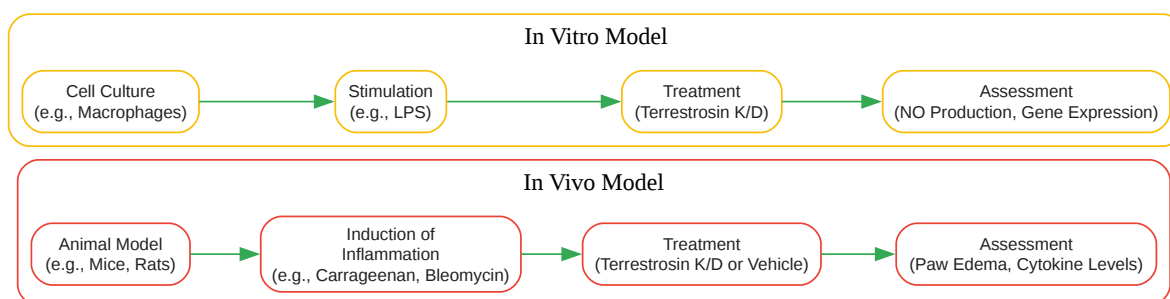 In Vitro Model
Cell Culture
(e.g., Macrophages)
Stimulation
(e.g., LPS)
Treatment
(Terrestrosin K/D)
Assessment
(NO Production, Gene Expression)
In Vivo Model
Animal Model
(e.g., Mice, Rats)
Induction of
Inflammation
(e.g., Carrageenan, Bleomycin)
Treatment
(Terrestrosin K/D or Vehicle)
Assessment
(Paw Edema, Cytokine Levels)